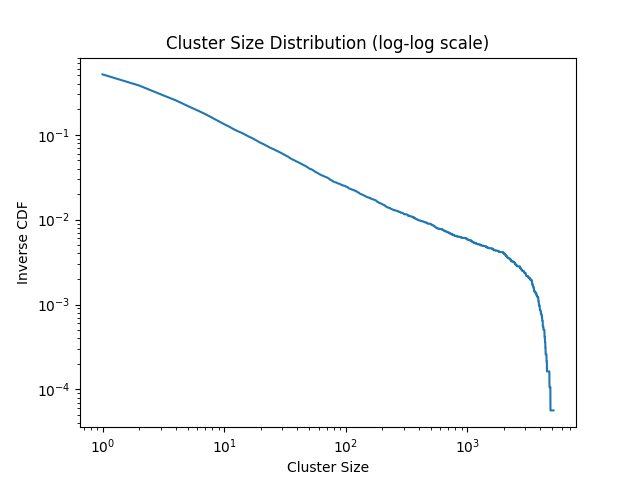 Cluster Size Distribution (log-log scale)
Inverse CDF
10⁻¹
10⁻²
10⁻³
10⁻⁴
10⁰ 10¹ 10² 10³
Cluster Size